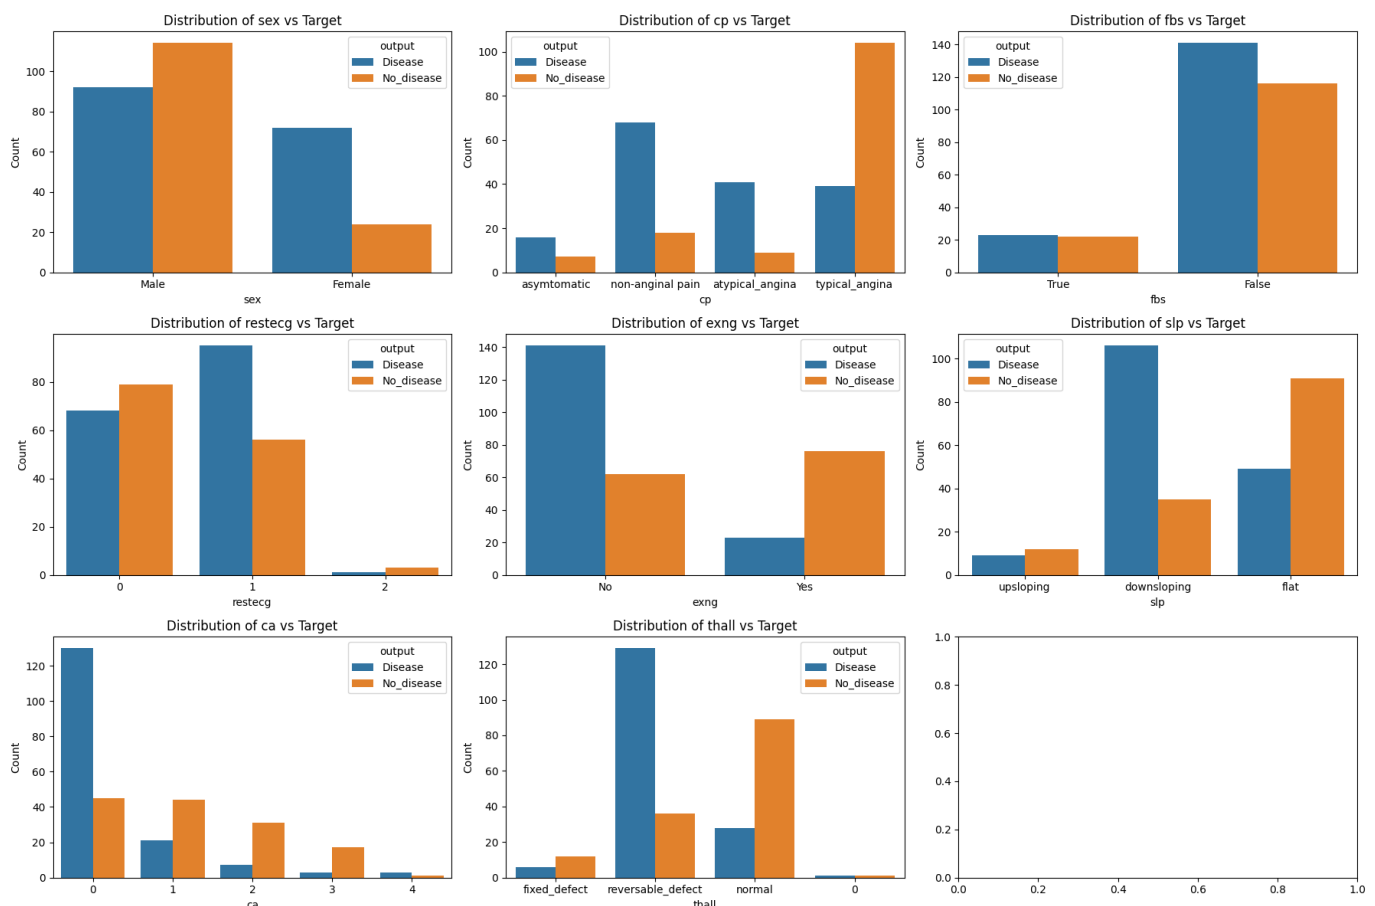 Distribution of sex vs Target
output
Disease
No_disease
Count
100
80
60
40
20
0
Male
Female
sex
Distribution of cp vs Target
output
Disease
No_disease
Count
100
80
60
40
20
0
asymtomatic
non-anginal pain
atypical_angina
typical_angina
cp
Distribution of fbs vs Target
output
Disease
No_disease
Count
140
120
100
80
60
40
20
0
True
False
fbs
Distribution of restecg vs Target
output
Disease
No_disease
Count
80
60
40
20
0
0
1
2
restecg
Distribution of exng vs Target
output
Disease
No_disease
Count
140
120
100
80
60
40
20
0
No
Yes
exng
Distribution of slp vs Target
output
Disease
No_disease
Count
100
80
60
40
20
0
upsloping
downsloping
flat
slp
Distribution of ca vs Target
output
Disease
No_disease
Count
120
100
80
60
40
20
0
0
1
2
3
4
ca
Distribution of thall vs Target
output
Disease
No_disease
Count
120
100
80
60
40
20
0
fixed_defect
reversable_defect
normal
0
thall
1.0
0.8
0.6
0.4
0.2
0.0
0.0
0.2
0.4
0.6
0.8
1.0